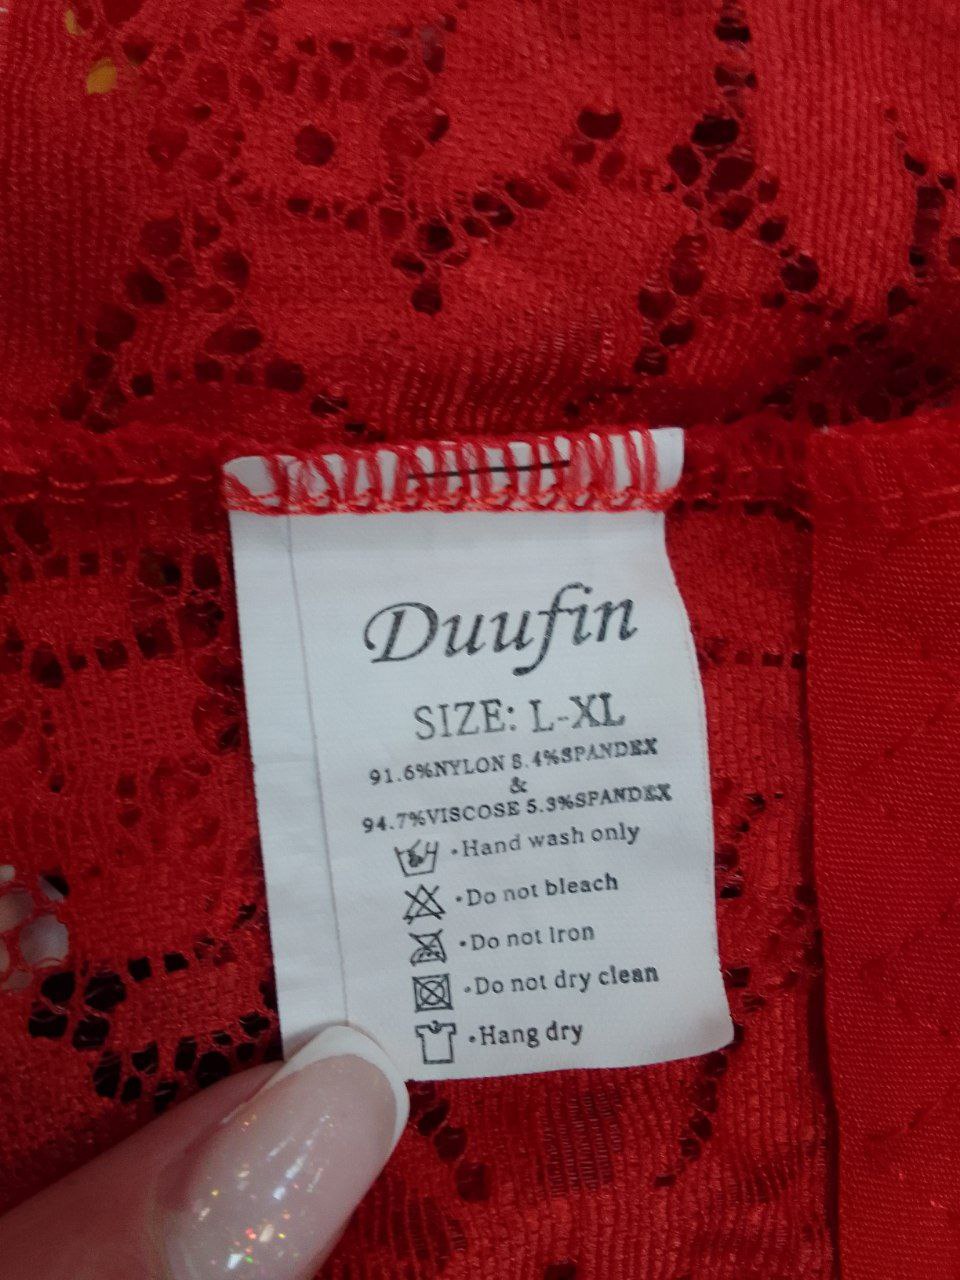 Duufin
SIZE: L-XL
91.6%NYLON 8.4%SPANDEX
&
94.7%VISCOSE 5.3%SPANDEX
•Hand wash only
•Do not bleach
•Do not Iron
•Do not dry clean
•Hang dry